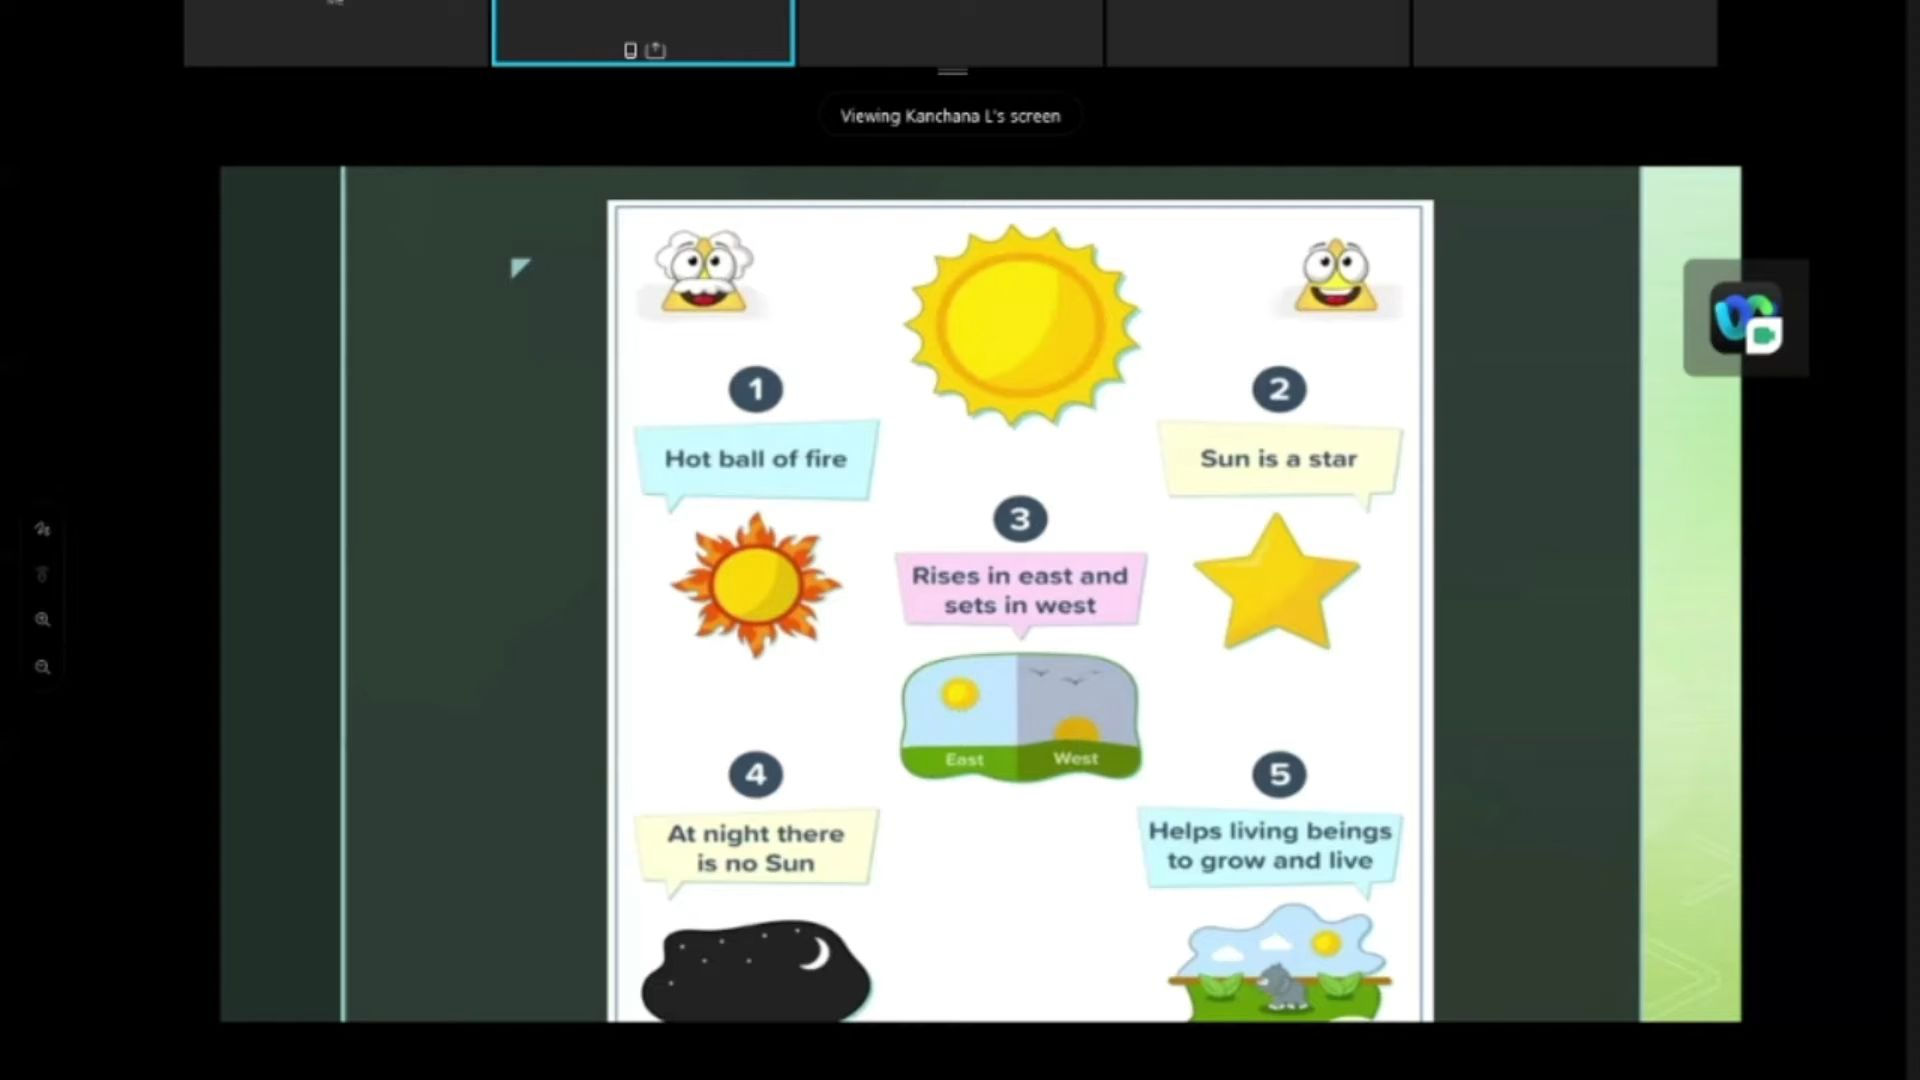 Me
Viewing Kanchana L's screen
1
2
Hot ball of fire
Sun is a star
3
Rises in east and
sets in west
East
West
4
5
At night there
is no Sun
Helps living beings
to grow and live